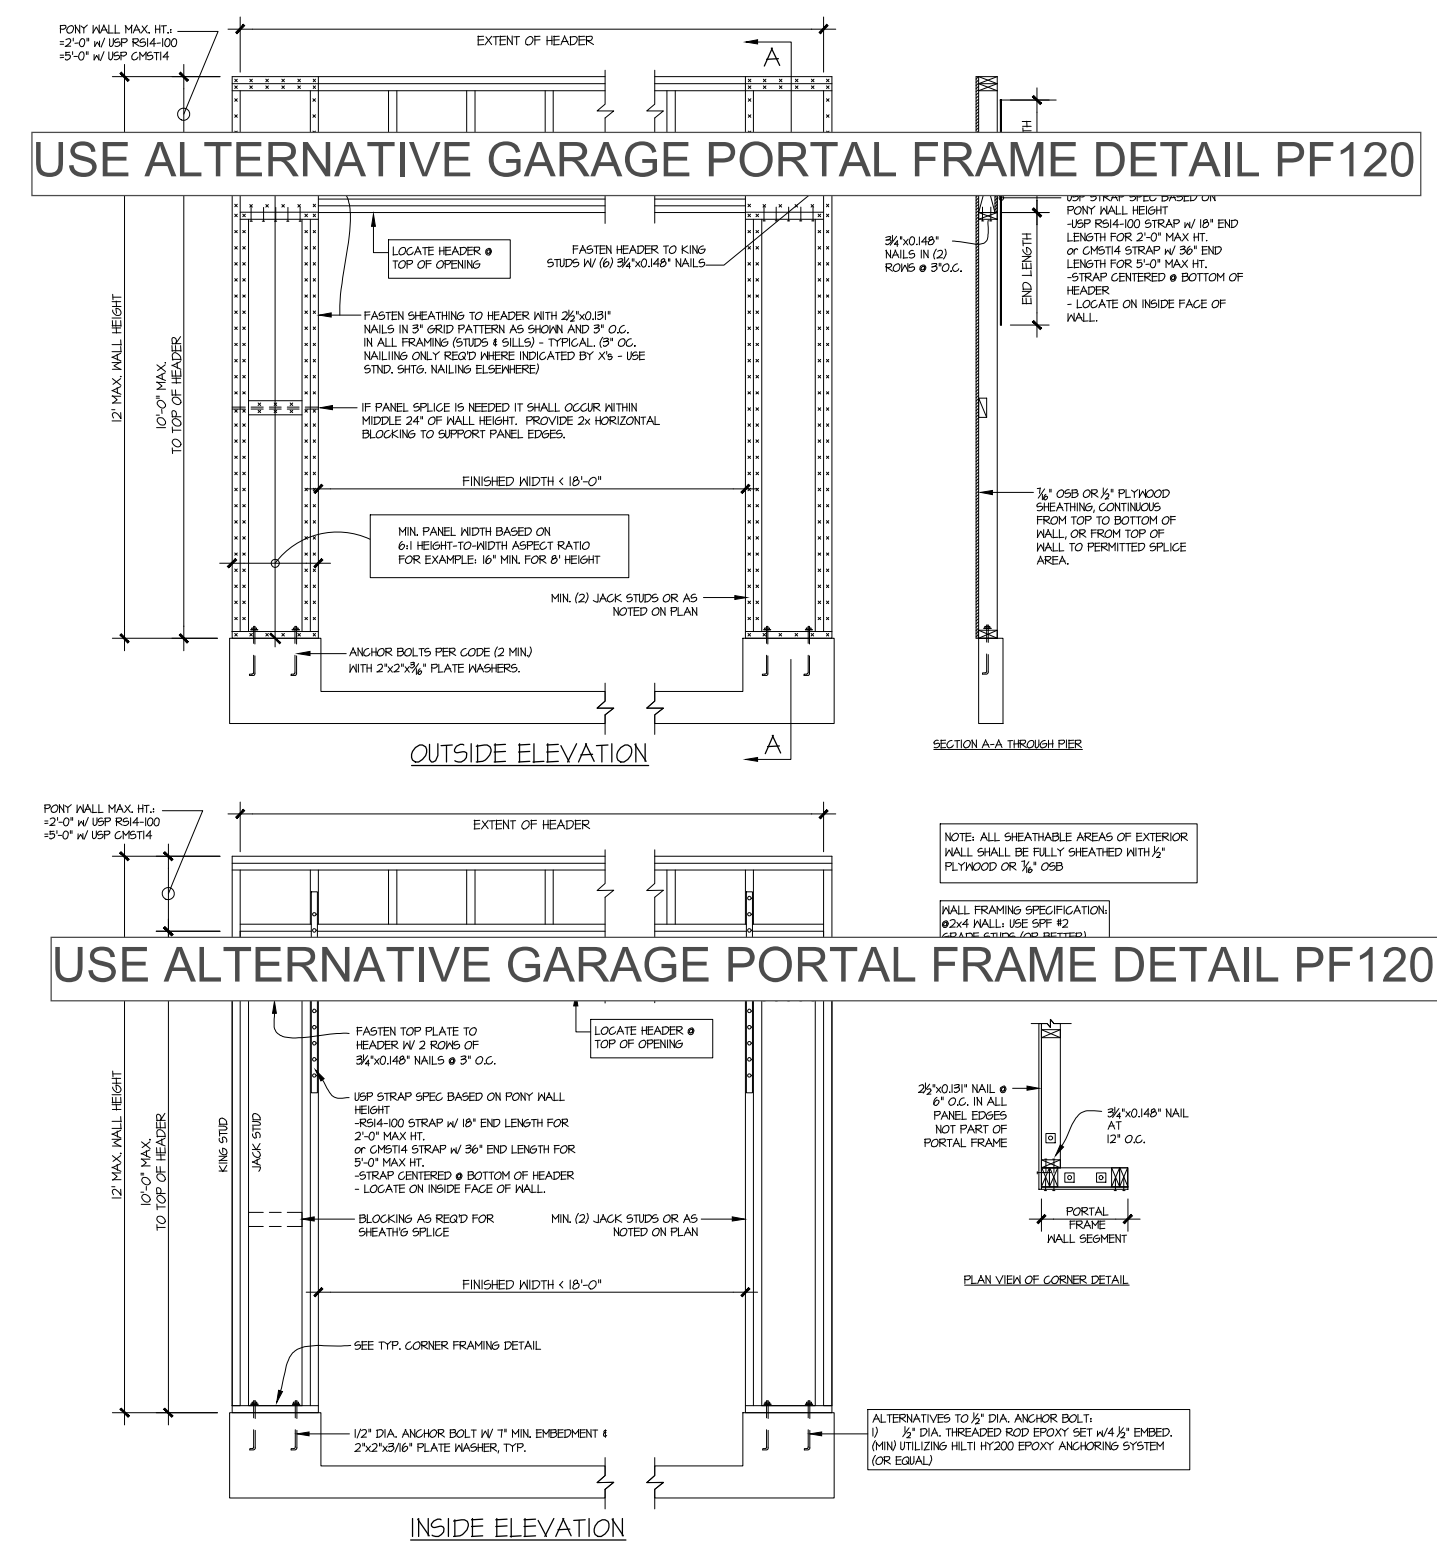 PONY WALL MAX. HT.:
=2'-0" W/ USP RS14-100
=5'-0" W/ USP CMST14
EXTENT OF HEADER
A
USE ALTERNATIVE GARAGE PORTAL FRAME DETAIL PF120
12' MAX. WALL HEIGHT
10'-0" MAX.
TO TOP OF HEADER
LOCATE HEADER @
TOP OF OPENING
FASTEN HEADER TO KING
STUDS W/ (6) 3¼"x0.148" NAILS
FASTEN SHEATHING TO HEADER WITH 2½"x0.131"
NAILS IN 3" GRID PATTERN AS SHOWN AND 3" O.C.
IN ALL FRAMING (STUDS & SILLS) - TYPICAL. (3" OC.
NAILIING ONLY REQ'D WHERE INDICATED BY X's - USE
STND. SHTG. NAILING ELSEWHERE)
IF PANEL SPLICE IS NEEDED IT SHALL OCCUR WITHIN
MIDDLE 24" OF WALL HEIGHT. PROVIDE 2x HORIZONTAL
BLOCKING TO SUPPORT PANEL EDGES.
FINISHED WIDTH < 18'-0"
MIN. PANEL WIDTH BASED ON
6:1 HEIGHT-TO-WIDTH ASPECT RATIO
FOR EXAMPLE: 16" MIN. FOR 8' HEIGHT
MIN. (2) JACK STUDS OR AS
NOTED ON PLAN
ANCHOR BOLTS PER CODE (2 MIN.)
WITH 2"x2"x3/16" PLATE WASHERS.
A
OUTSIDE ELEVATION
3¼"x0.148"
NAILS IN (2)
ROWS @ 3"O.C.
END LENGTH
USP STRAP SPEC BASED ON
PONY WALL HEIGHT
-USP RS14-100 STRAP w/ 18" END
LENGTH FOR 2'-0" MAX HT.
or CMST14 STRAP w/ 36" END
LENGTH FOR 5'-0" MAX HT.
-STRAP CENTERED @ BOTTOM OF
HEADER
- LOCATE ON INSIDE FACE OF
WALL.
7/16" OSB OR ½" PLYWOOD
SHEATHING, CONTINUOUS
FROM TOP TO BOTTOM OF
WALL, OR FROM TOP OF
WALL TO PERMITTED SPLICE
AREA.
SECTION A-A THROUGH PIER
PONY WALL MAX. HT.:
=2'-0" W/ USP RS14-100
=5'-0" W/ USP CMST14
EXTENT OF HEADER
NOTE: ALL SHEATHABLE AREAS OF EXTERIOR
WALL SHALL BE FULLY SHEATHED WITH ½"
PLYWOOD OR 7/16" OSB
WALL FRAMING SPECIFICATION:
@2x4 WALL: USE SPF #2
GRADE STUDS (OR BETTER)
USE ALTERNATIVE GARAGE PORTAL FRAME DETAIL PF120
12' MAX. WALL HEIGHT
10'-0" MAX.
TO TOP OF HEADER
KING STUD
JACK STUD
FASTEN TOP PLATE TO
HEADER W/ 2 ROWS OF
3¼"x0.148" NAILS @ 3" O.C.
LOCATE HEADER @
TOP OF OPENING
USP STRAP SPEC BASED ON PONY WALL
HEIGHT
-RS14-100 STRAP w/ 18" END LENGTH FOR
2'-0" MAX HT.
or CMST14 STRAP w/ 36" END LENGTH FOR
5'-0" MAX HT.
-STRAP CENTERED @ BOTTOM OF HEADER
- LOCATE ON INSIDE FACE OF WALL.
BLOCKING AS REQ'D FOR
SHEATH'G SPLICE
MIN. (2) JACK STUDS OR AS
NOTED ON PLAN
FINISHED WIDTH < 18'-0"
SEE TYP. CORNER FRAMING DETAIL
1/2" DIA. ANCHOR BOLT W/ 7" MIN. EMBEDMENT &
2"x2"x3/16" PLATE WASHER, TYP.
INSIDE ELEVATION
2½"x0.131" NAIL @
6" O.C. IN ALL
PANEL EDGES
NOT PART OF
PORTAL FRAME
3¼"x0.148" NAIL
AT
12" O.C.
PORTAL
FRAME
WALL SEGMENT
PLAN VIEW OF CORNER DETAIL
ALTERNATIVES TO ½" DIA. ANCHOR BOLT:
1) ½" DIA. THREADED ROD EPOXY SET w/4 ½" EMBED.
(MIN) UTILIZING HILTI HY200 EPOXY ANCHORING SYSTEM
(OR EQUAL)